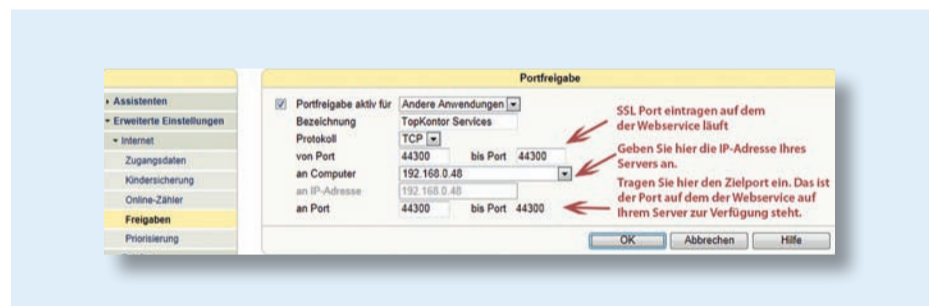 Portfreigabe
Assistenten
Erweiterte Einstellungen
Internet
Zugangsdaten
Kindersicherung
Online-Zähler
Freigaben
Priorisierung
Portfreigabe aktiv für Andere Anwendungen
Bezeichnung TopKontor Services
Protokoll TCP
von Port 44300 bis Port 44300
an Computer 192.168.0.48
an IP-Adresse 192.168.0.48
an Port 44300 bis Port 44300
SSL Port eintragen auf dem
der Webservice läuft
Geben Sie hier die IP-Adresse Ihres
Servers an.
Tragen Sie hier den Zielport ein. Das ist
der Port auf dem der Webservice auf
Ihrem Server zur Verfügung steht.
OK Abbrechen Hilfe